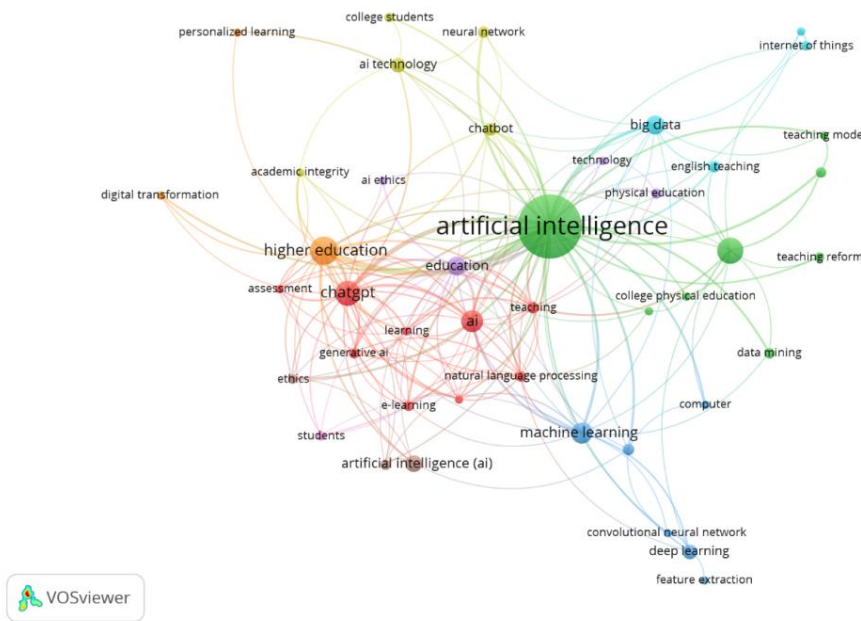 college students
personalized learning
neural network
internet of things
ai technology
big data
chatbot
teaching mode
technology
english teaching
academic integrity
ai ethics
digital transformation
physical education
artificial intelligence
higher education
education
teaching reform
assessment
chatgpt
college physical education
teaching
ai
learning
generative ai
data mining
ethics
natural language processing
e-learning
computer
students
machine learning
artificial intelligence (ai)
convolutional neural network
deep learning
feature extraction
VOSviewer